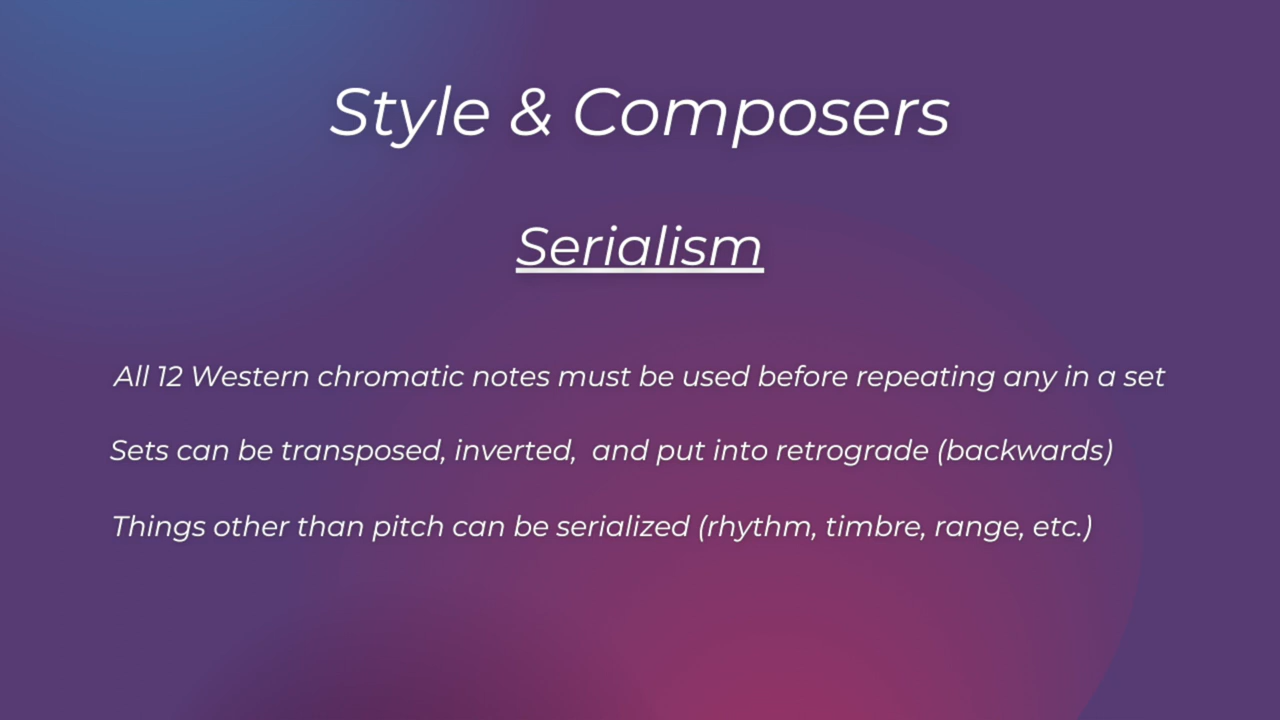 Style & Composers
Serialism
All 12 Western chromatic notes must be used before repeating any in a set
Sets can be transposed, inverted,  and put into retrograde (backwards)
Things other than pitch can be serialized (rhythm, timbre, range, etc.)